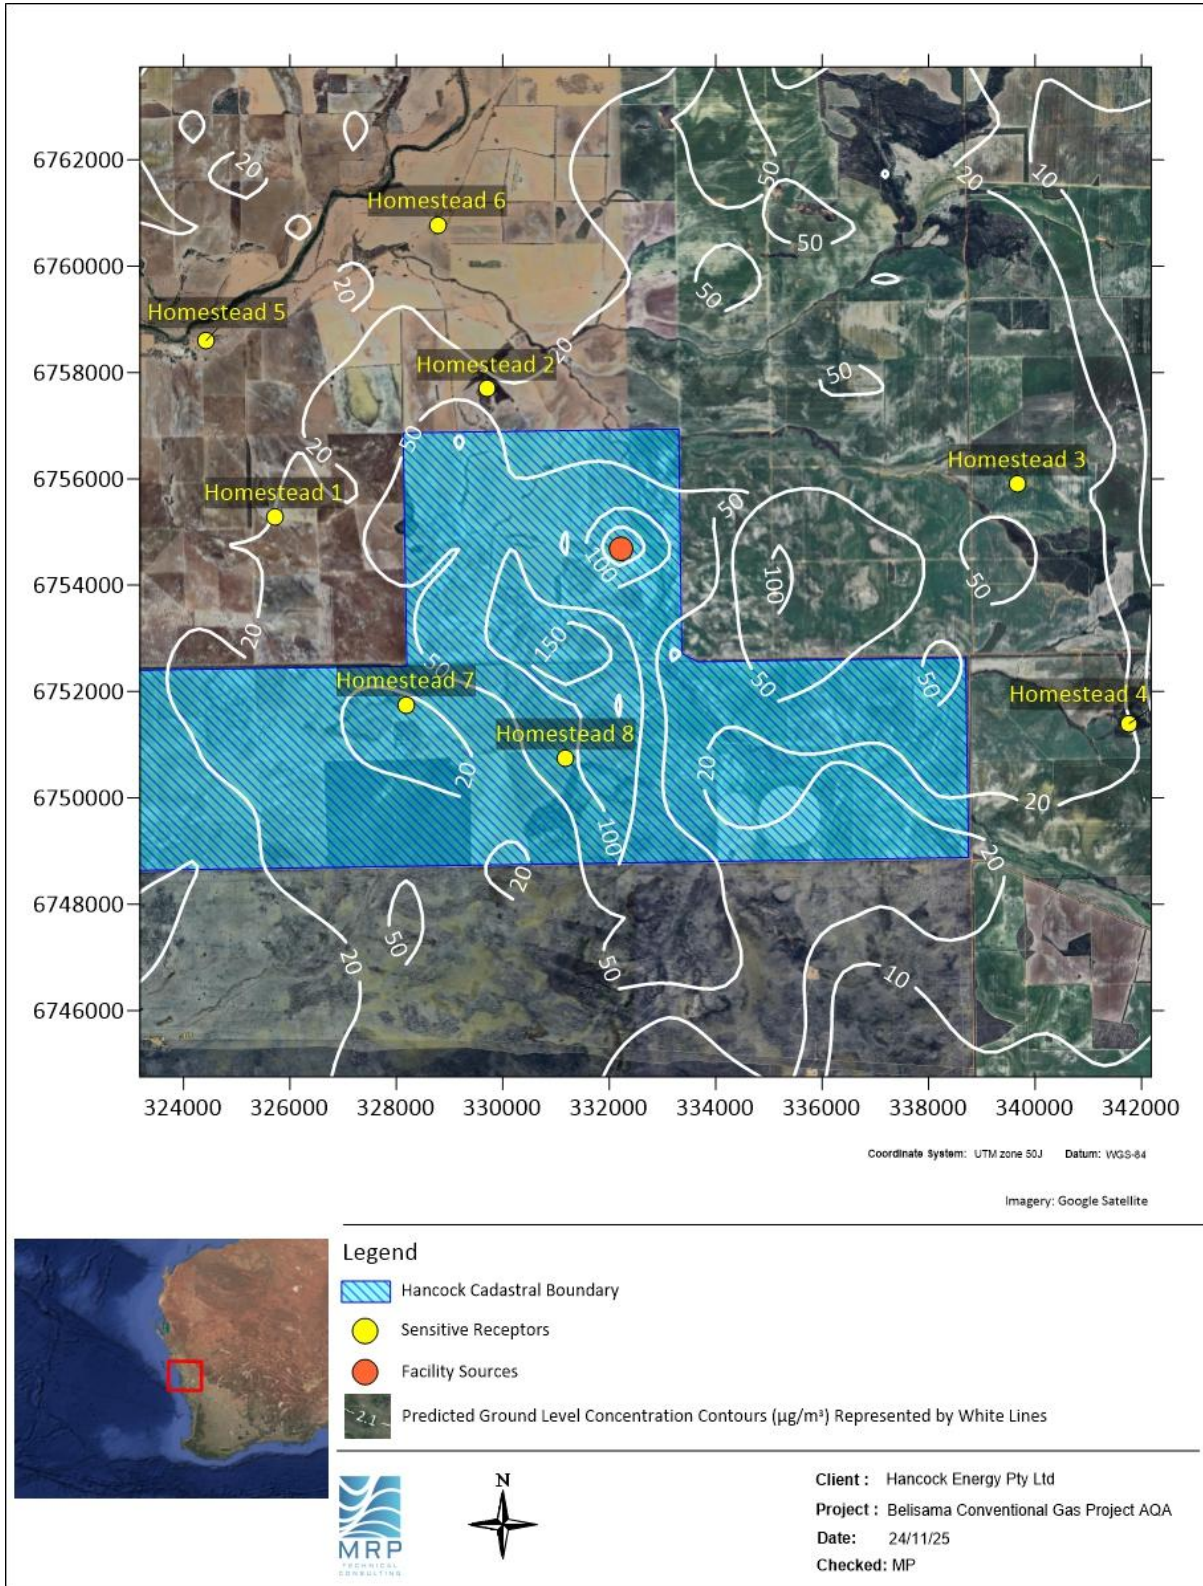 6762000
6760000
6758000
6756000
6754000
6752000
6750000
6748000
6746000
324000 326000 328000 330000 332000 334000 336000 338000 340000 342000
Homestead 6
Homestead 5
Homestead 2
Homestead 3
Homestead 1
Homestead 4
Homestead 7
Homestead 8
20
50
20
10
50
50
20
20
50
50
20
50
100
50
100
50
20
150
50
50
50
20
20
20
100
20
20
50
20
50
10
Coordinate System: UTM zone 50J Datum: WGS-84
Imagery: Google Satellite
Legend
Hancock Cadastral Boundary
Sensitive Receptors
Facility Sources
2.1
Predicted Ground Level Concentration Contours (µg/m³) Represented by White Lines
MRP
TECHNICAL
CONSULTING
N
Client : Hancock Energy Pty Ltd
Project : Belisama Conventional Gas Project AQA
Date: 24/11/25
Checked: MP